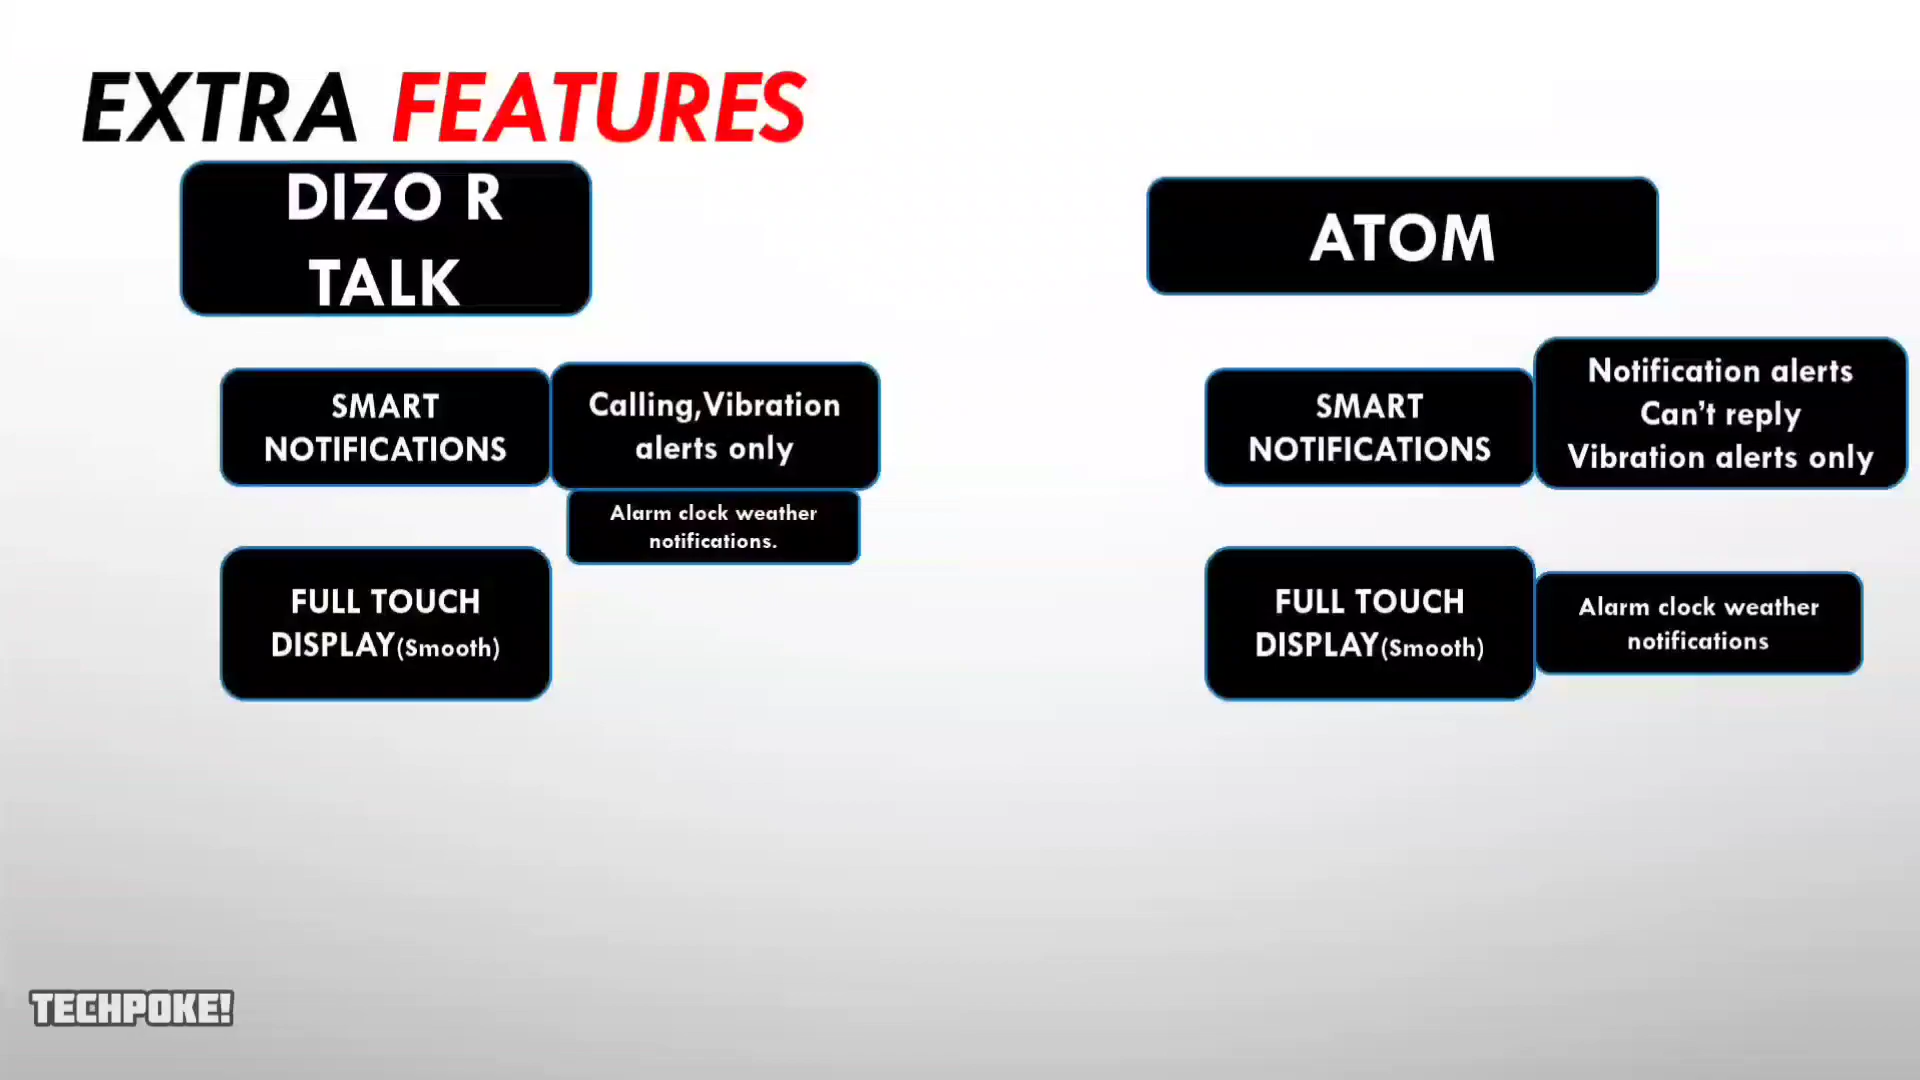 EXTRA FEATURES
DIZO R
TALK
SMART
NOTIFICATIONS
Calling,Vibration
alerts only
Alarm clock weather
notifications.
FULL TOUCH
DISPLAY(Smooth)
ATOM
SMART
NOTIFICATIONS
Notification alerts
Can’t reply
Vibration alerts only
FULL TOUCH
DISPLAY(Smooth)
Alarm clock weather
notifications
TECHPOKE!